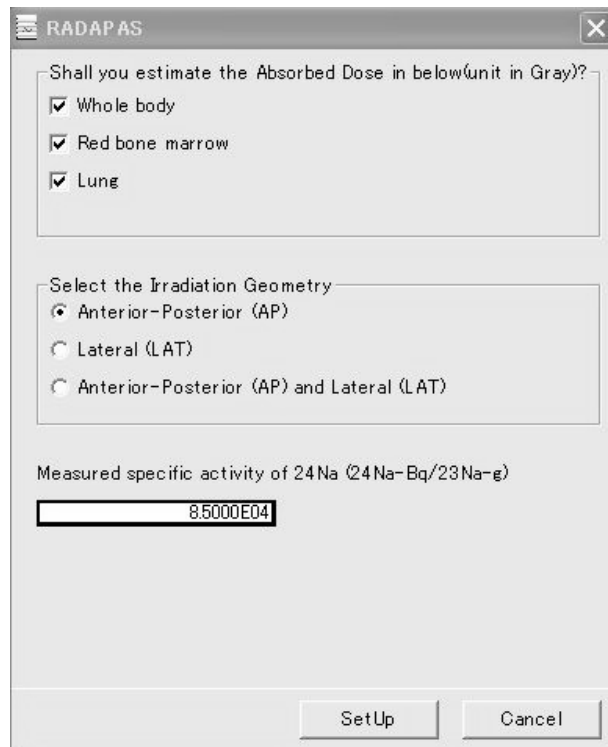 RADAPAS
Shall you estimate the Absorbed Dose in below(unit in Gray)?
Whole body
Red bone marrow
Lung
Select the Irradiation Geometry
Anterior-Posterior (AP)
Lateral (LAT)
Anterior-Posterior (AP) and Lateral (LAT)
Measured specific activity of 24Na (24Na-Bq/23Na-g)
8.5000E04
SetUp
Cancel